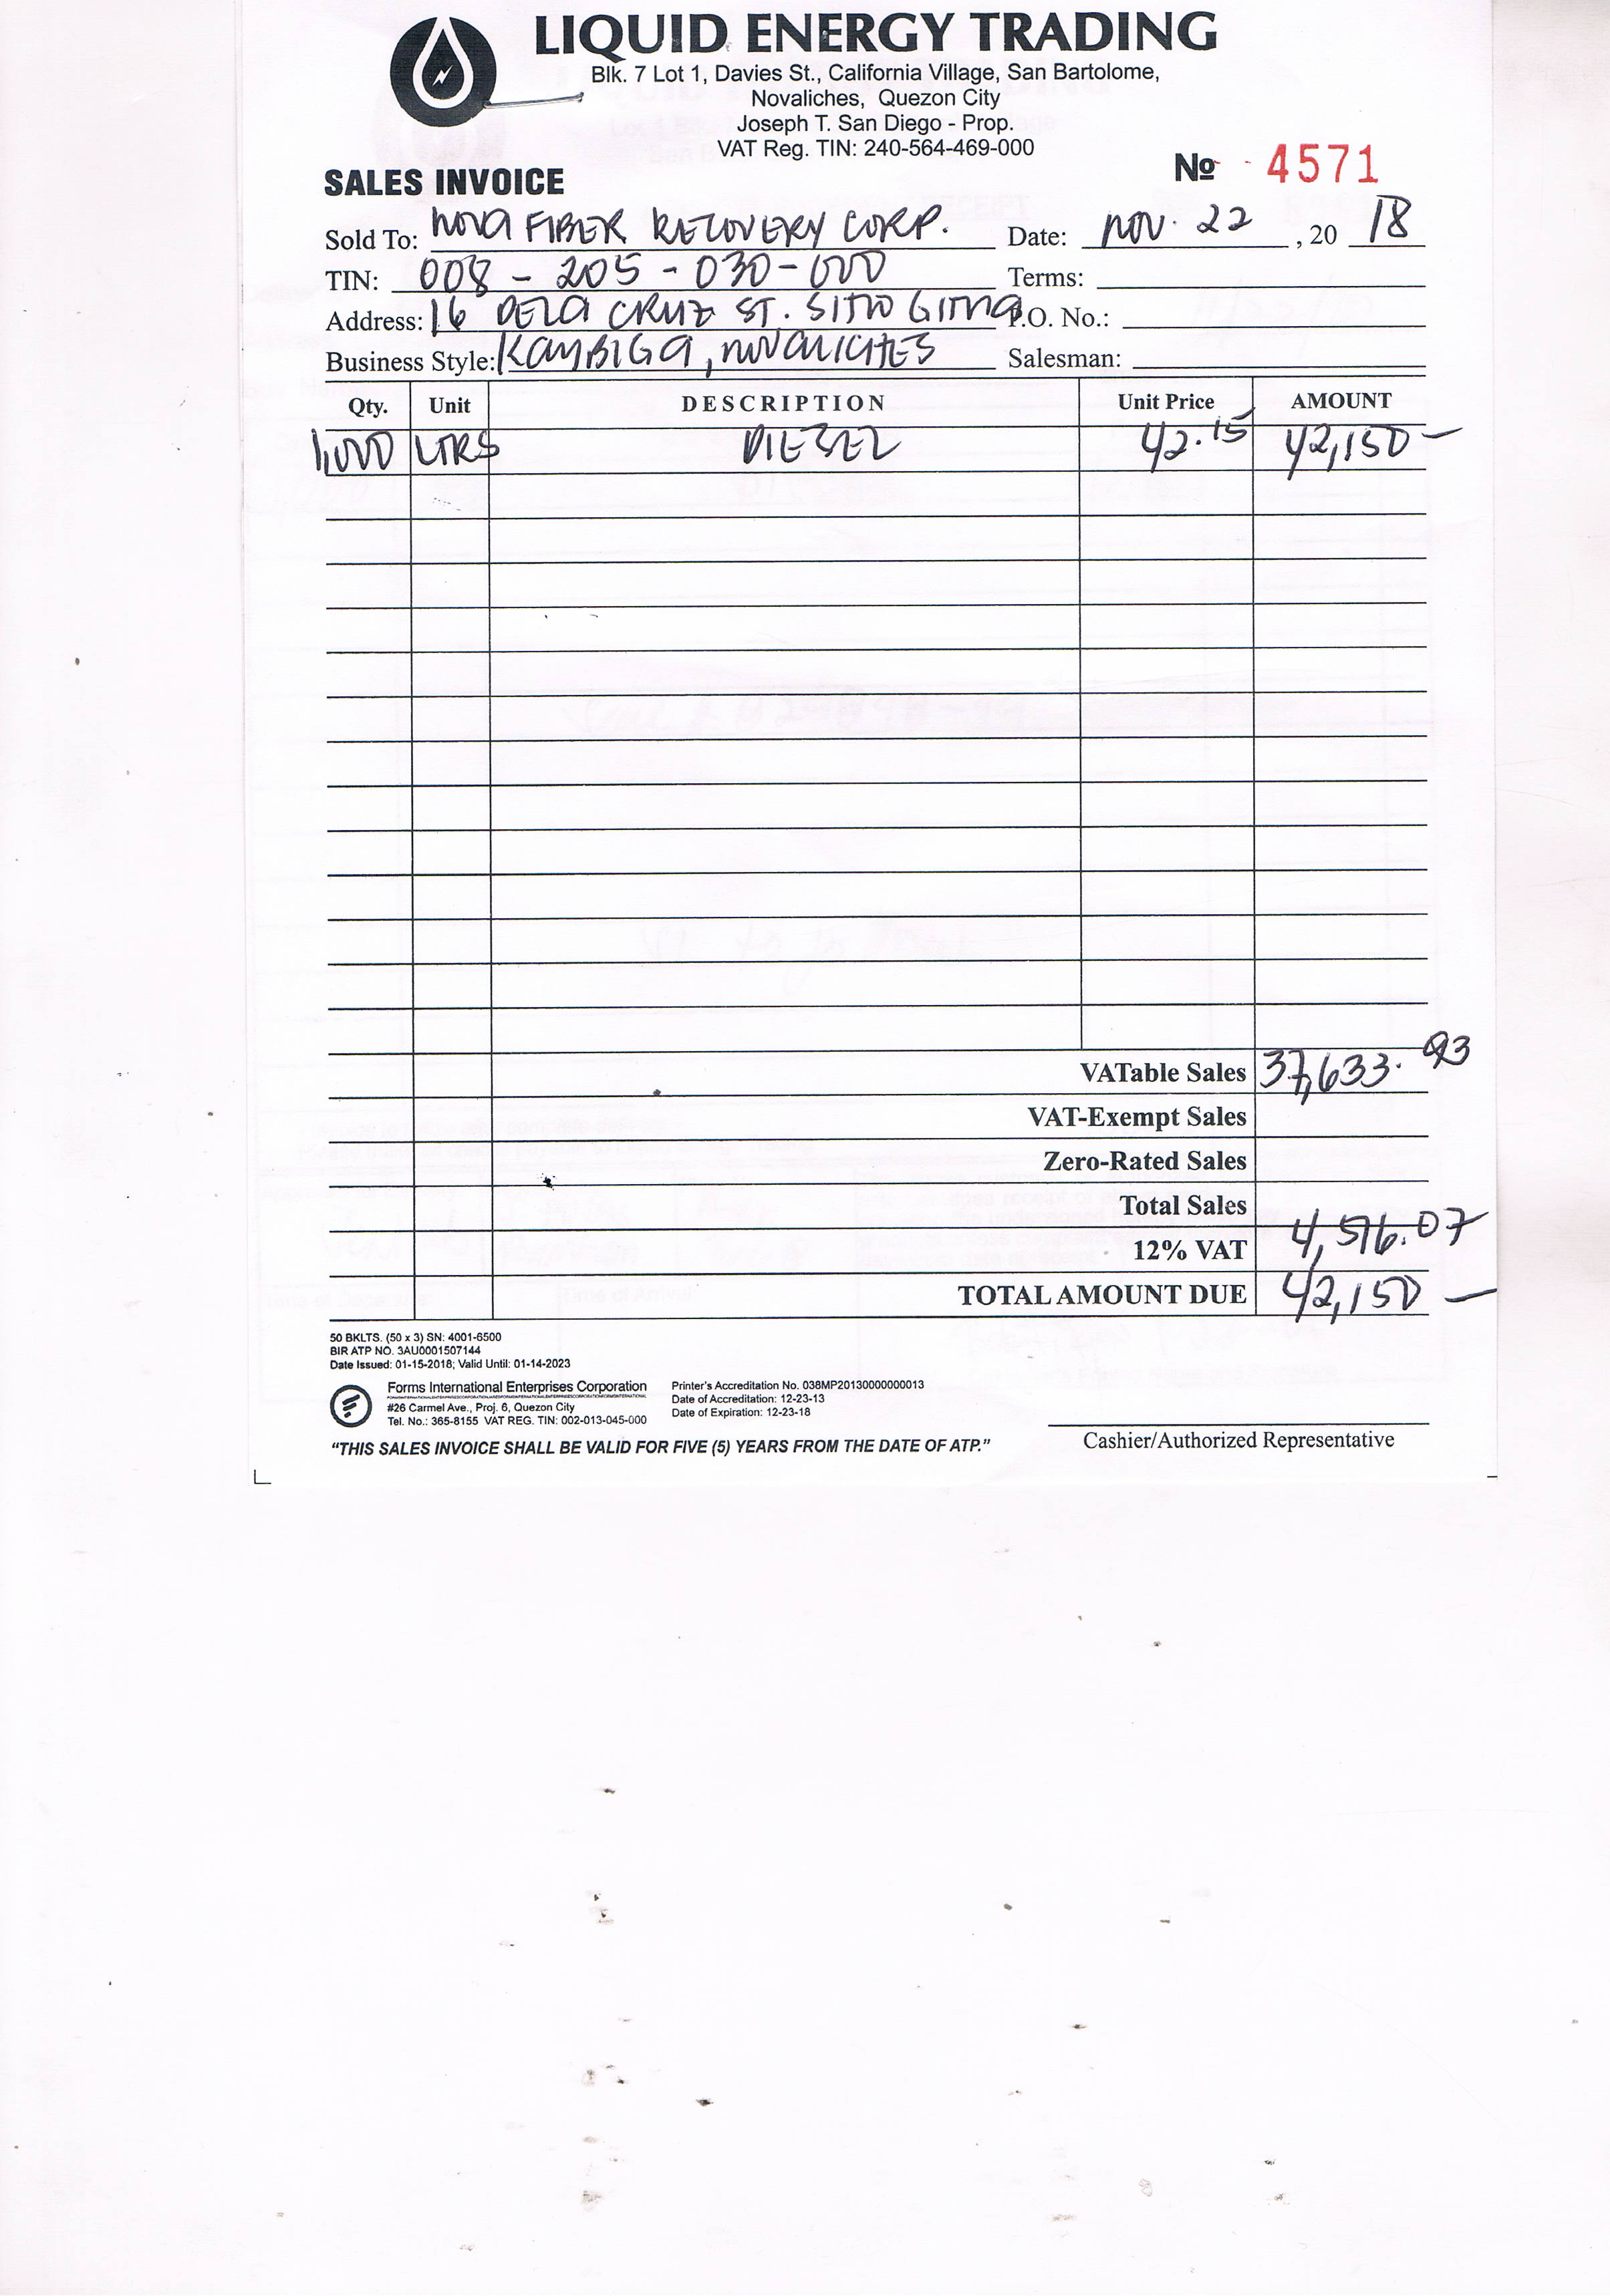 LIQUID ENERGY TRADING
Blk. 7 Lot 1, Davies St., California Village, San Bartolome,
Novaliches, Quezon City
Joseph T. San Diego - Prop.
VAT Reg. TIN: 240-564-469-000
№ 4571
SALES INVOICE
Sold To: NOVA FIBER RECOVERY CORP. Date: NOV. 22, 20 18
TIN: 008 - 205 - 030 - 000 Terms:
Address: 16 DELA CRUZ ST. SITIO GITNA P.O. No.:
Business Style: KAYBIGA, NOVALICHES Salesman:
Qty. Unit DESCRIPTION Unit Price AMOUNT
1,000 LTRS DIESEL 42.15 42,150 —
VATable Sales 37,633.93
VAT-Exempt Sales
Zero-Rated Sales
Total Sales
12% VAT 4,516.07
TOTAL AMOUNT DUE 42,150 —
50 BKLTS. (50 x 3) SN: 4001-6500
BIR ATP NO. 3AU0001507144
Date Issued: 01-15-2018; Valid Until: 01-14-2023
Forms International Enterprises Corporation
#26 Carmel Ave., Proj. 6, Quezon City
Tel. No.: 365-8155 VAT REG. TIN: 002-013-045-000
Printer's Accreditation No. 038MP20130000000013
Date of Accreditation: 12-23-13
Date of Expiration: 12-23-18
"THIS SALES INVOICE SHALL BE VALID FOR FIVE (5) YEARS FROM THE DATE OF ATP."
Cashier/Authorized Representative